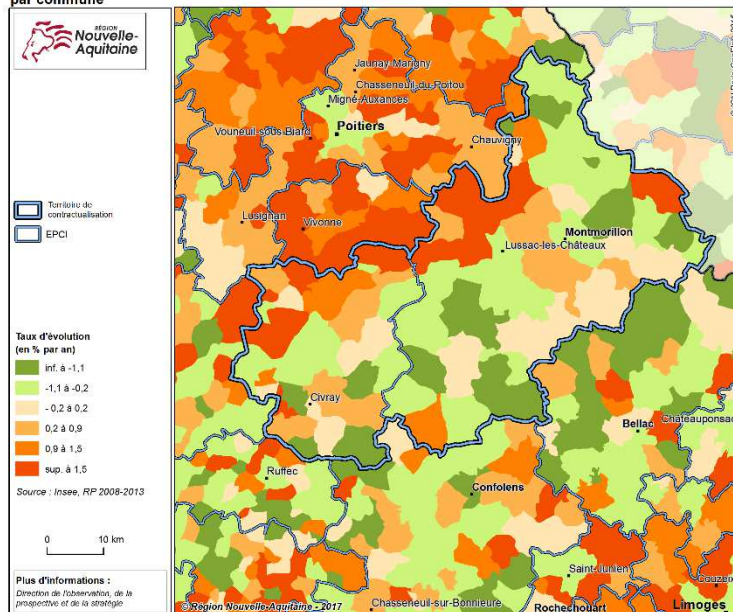 par commune
RÉGION
Nouvelle-
Aquitaine
Territoire de
contractualisation
EPCI
Taux d'évolution
(en % par an)
inf. à -1,1
-1,1 à -0,2
- 0,2 à 0,2
0,2 à 0,9
0,9 à 1,5
sup. à 1,5
Source : Insee, RP 2008-2013
0 10 km
Plus d'informations :
Direction de l'observation, de la
prospective et de la stratégie
Jaunay-Marigny
Chasseneuil-du-Poitou
Migné-Auxances
Poitiers
Vouneuil-sous-Biard
Chauvigny
Lusignan
Vivonne
Montmorillon
Lussac-les-Châteaux
Civray
Bellac
Châteauponsac
Ruffec
Confolens
Saint-Junien
Couzeix
Chasseneuil-sur-Bonnieure
Rochechouart
Limoges
© Région Nouvelle-Aquitaine - 2017